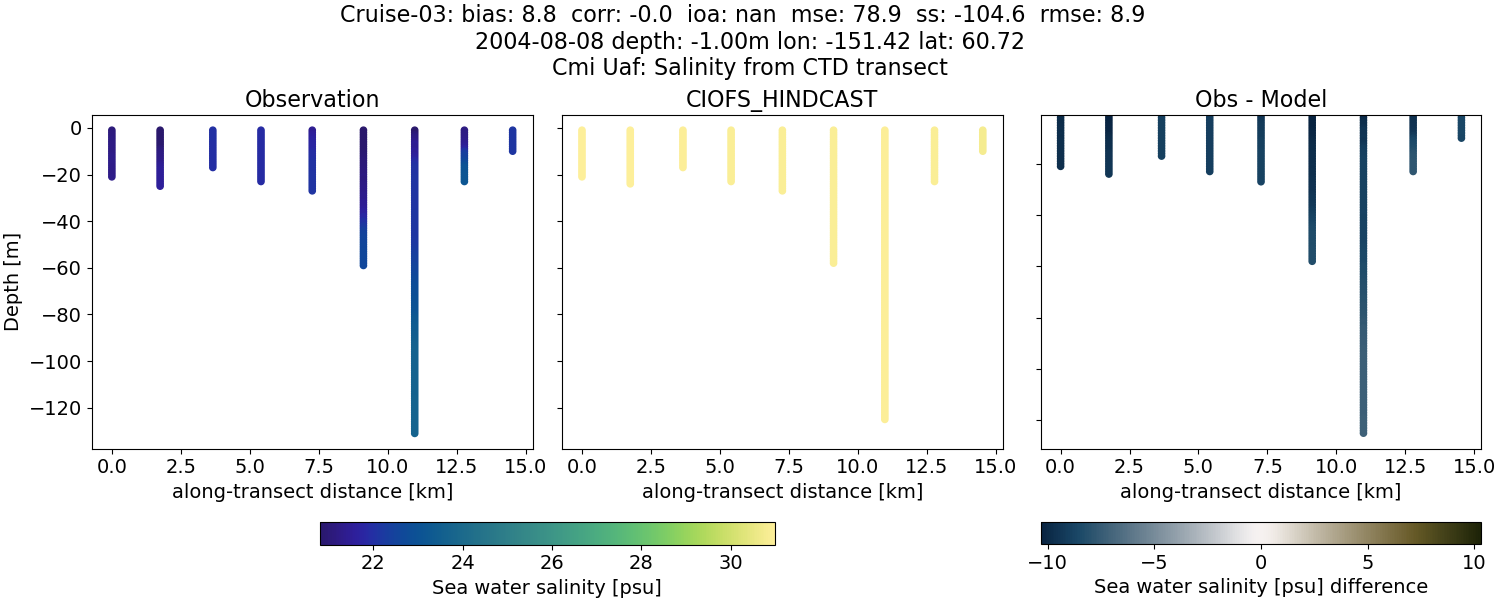 Cruise-03: bias: 8.8  corr: -0.0  ioa: nan  mse: 78.9  ss: -104.6  rmse: 8.9
2004-08-08 depth: -1.00m lon: -151.42 lat: 60.72
Cmi Uaf: Salinity from CTD transect
Observation
CIOFS_HINDCAST
Obs - Model
Depth [m]
0
−20
−40
−60
−80
−100
−120
0.0 2.5 5.0 7.5 10.0 12.5 15.0
0.0 2.5 5.0 7.5 10.0 12.5 15.0
0.0 2.5 5.0 7.5 10.0 12.5 15.0
along-transect distance [km]
along-transect distance [km]
along-transect distance [km]
22 24 26 28 30
Sea water salinity [psu]
−10 −5 0 5 10
Sea water salinity [psu] difference